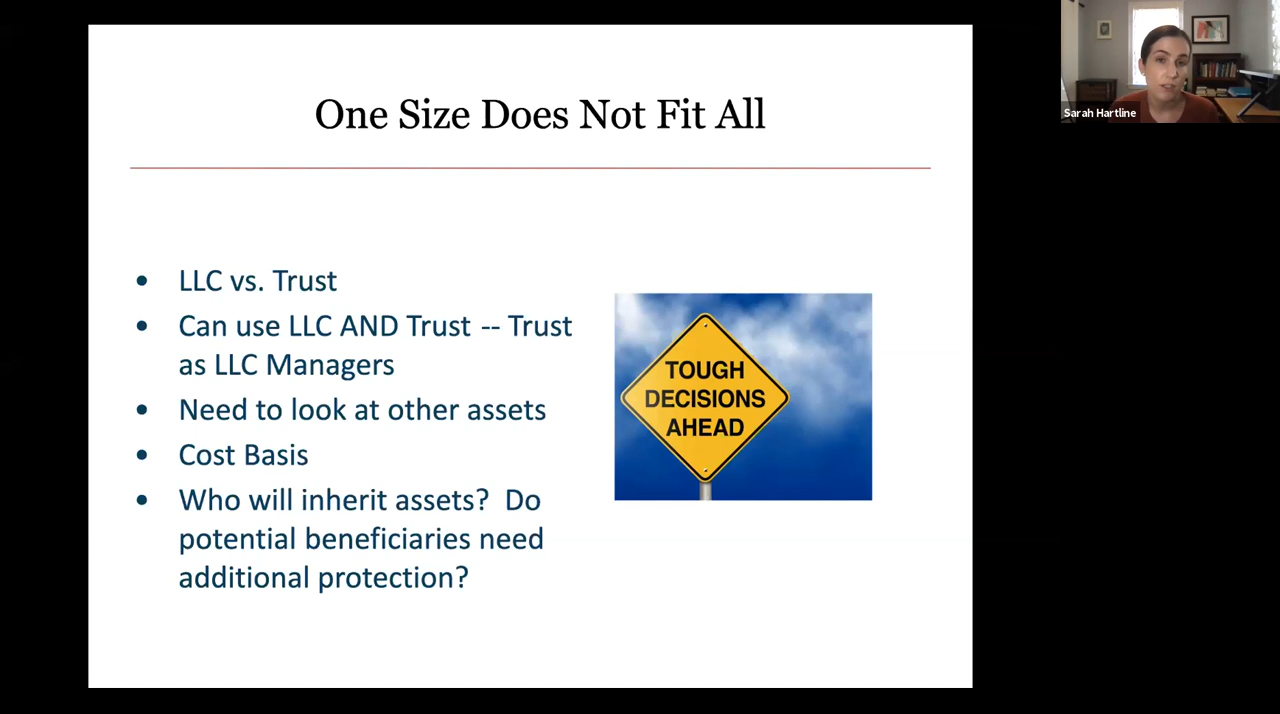 One Size Does Not Fit All
Sarah Hartline
• LLC vs. Trust
• Can use LLC AND Trust -- Trust
as LLC Managers
• Need to look at other assets
• Cost Basis
• Who will inherit assets?  Do
potential beneficiaries need
additional protection?
TOUGH
DECISIONS
AHEAD